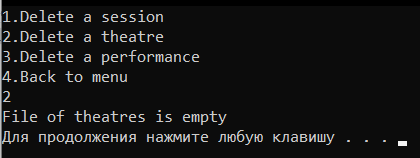 1.Delete a session
2.Delete a theatre
3.Delete a performance
4.Back to menu
2
File of theatres is empty
Для продолжения нажмите любую клавишу . . .